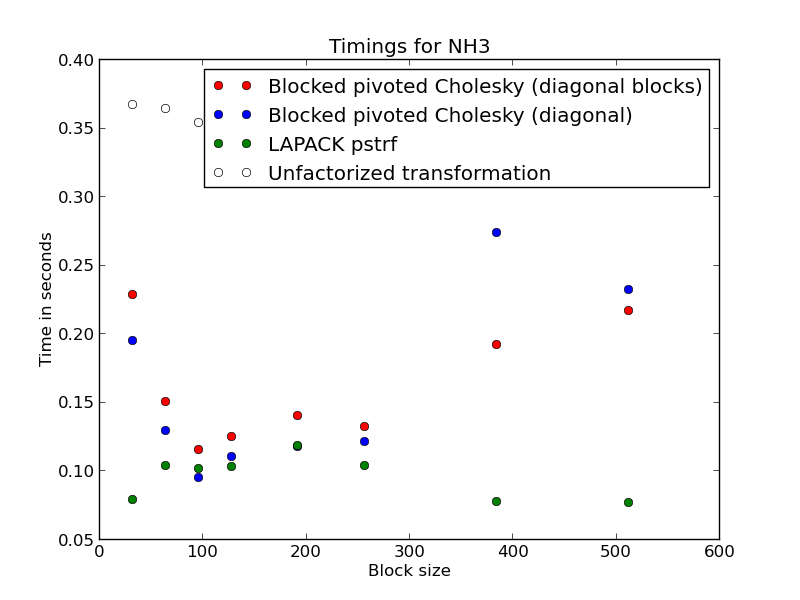 Timings for NH3
Blocked pivoted Cholesky (diagonal blocks)
Blocked pivoted Cholesky (diagonal)
LAPACK pstrf
Unfactorized transformation
Time in seconds
0.40
0.35
0.30
0.25
0.20
0.15
0.10
0.05
0 100 200 300 400 500 600
Block size